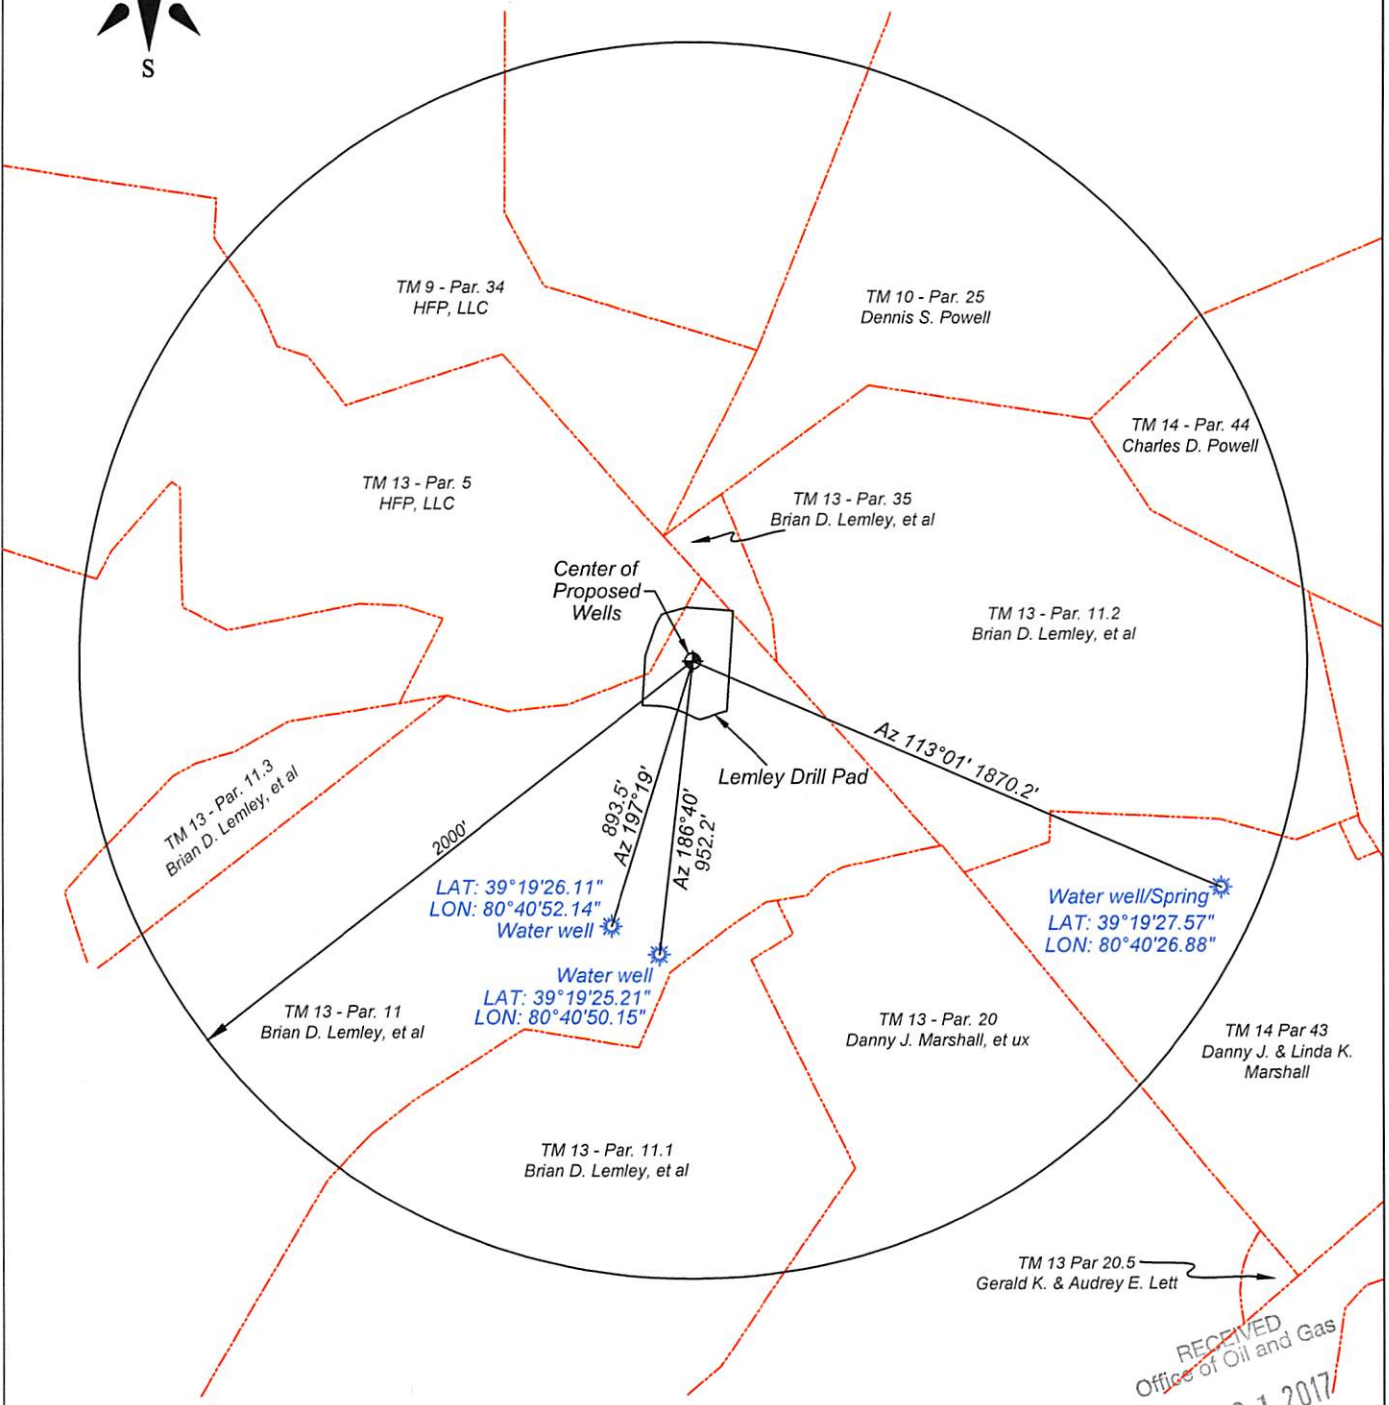 S
TM 9 - Par. 34
HFP, LLC
TM 10 - Par. 25
Dennis S. Powell
TM 14 - Par. 44
Charles D. Powell
TM 13 - Par. 5
HFP, LLC
TM 13 - Par. 35
Brian D. Lemley, et al
Center of
Proposed
Wells
TM 13 - Par. 11.2
Brian D. Lemley, et al
Az 113°01' 1870.2'
Lemley Drill Pad
TM 13 - Par. 11.3
Brian D. Lemley, et al
2000'
893.5'
Az 197°19'
Az 186°40'
952.2'
LAT: 39°19'26.11"
LON: 80°40'52.14"
Water well
Water well/Spring
LAT: 39°19'27.57"
LON: 80°40'26.88"
Water well
LAT: 39°19'25.21"
LON: 80°40'50.15"
TM 13 - Par. 11
Brian D. Lemley, et al
TM 13 - Par. 20
Danny J. Marshall, et ux
TM 14 Par 43
Danny J. & Linda K.
Marshall
TM 13 - Par. 11.1
Brian D. Lemley, et al
TM 13 Par 20.5
Gerald K. & Audrey E. Lett
RECEIVED
Office of Oil and Gas
1 2017